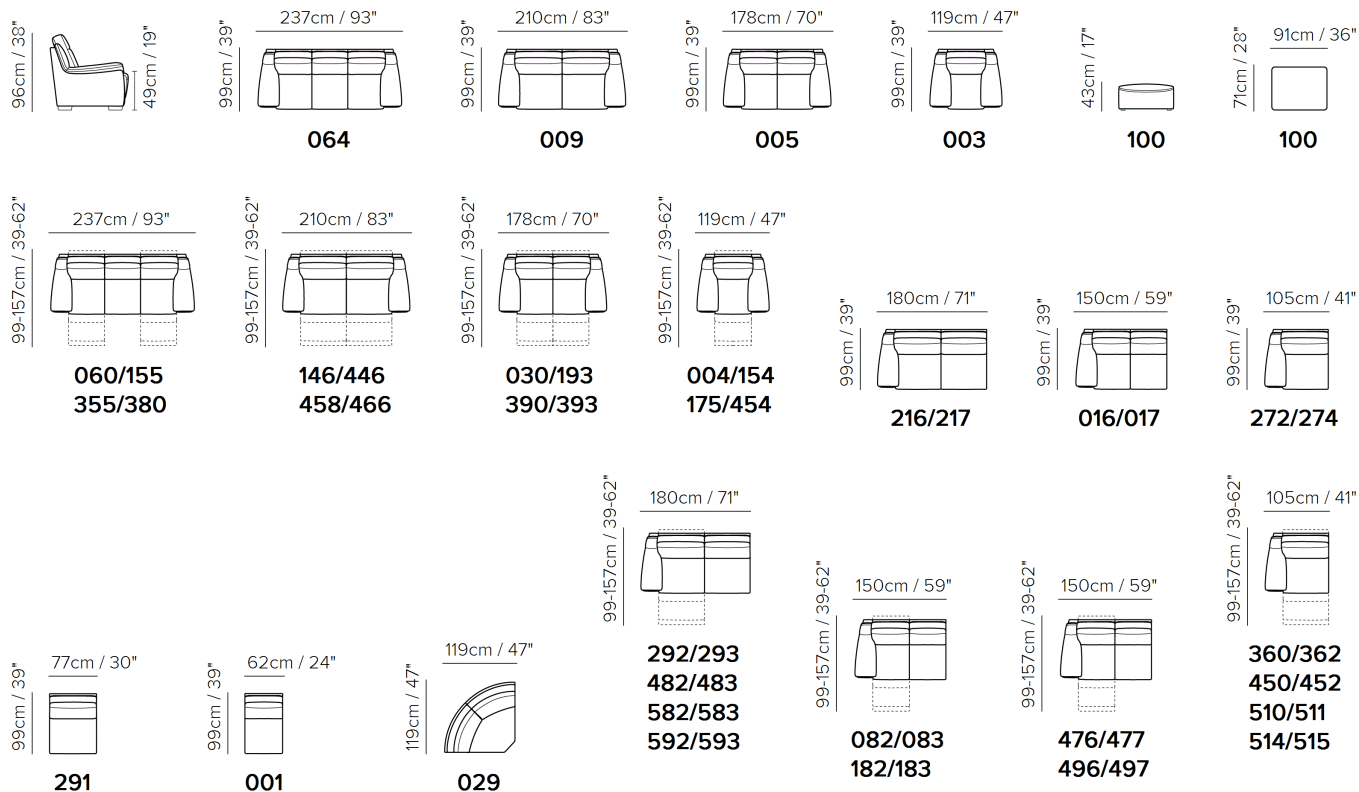 96cm / 38"
49cm / 19"
237cm / 93"
99cm / 39"
064
210cm / 83"
99cm / 39"
009
178cm / 70"
99cm / 39"
005
119cm / 47"
99cm / 39"
003
43cm / 17"
100
91cm / 36"
71cm / 28"
100
237cm / 93"
99-157cm / 39-62"
060/155
355/380
210cm / 83"
99-157cm / 39-62"
146/446
458/466
178cm / 70"
99-157cm / 39-62"
030/193
390/393
119cm / 47"
99-157cm / 39-62"
004/154
175/454
180cm / 71"
99cm / 39"
216/217
150cm / 59"
99cm / 39"
016/017
105cm / 41"
99cm / 39"
272/274
77cm / 30"
99cm / 39"
291
62cm / 24"
99cm / 39"
001
119cm / 47"
119cm / 47"
029
180cm / 71"
99-157cm / 39-62"
292/293
482/483
582/583
592/593
150cm / 59"
99-157cm / 39-62"
082/083
182/183
150cm / 59"
99-157cm / 39-62"
476/477
496/497
105cm / 41"
99-157cm / 39-62"
360/362
450/452
510/511
514/515